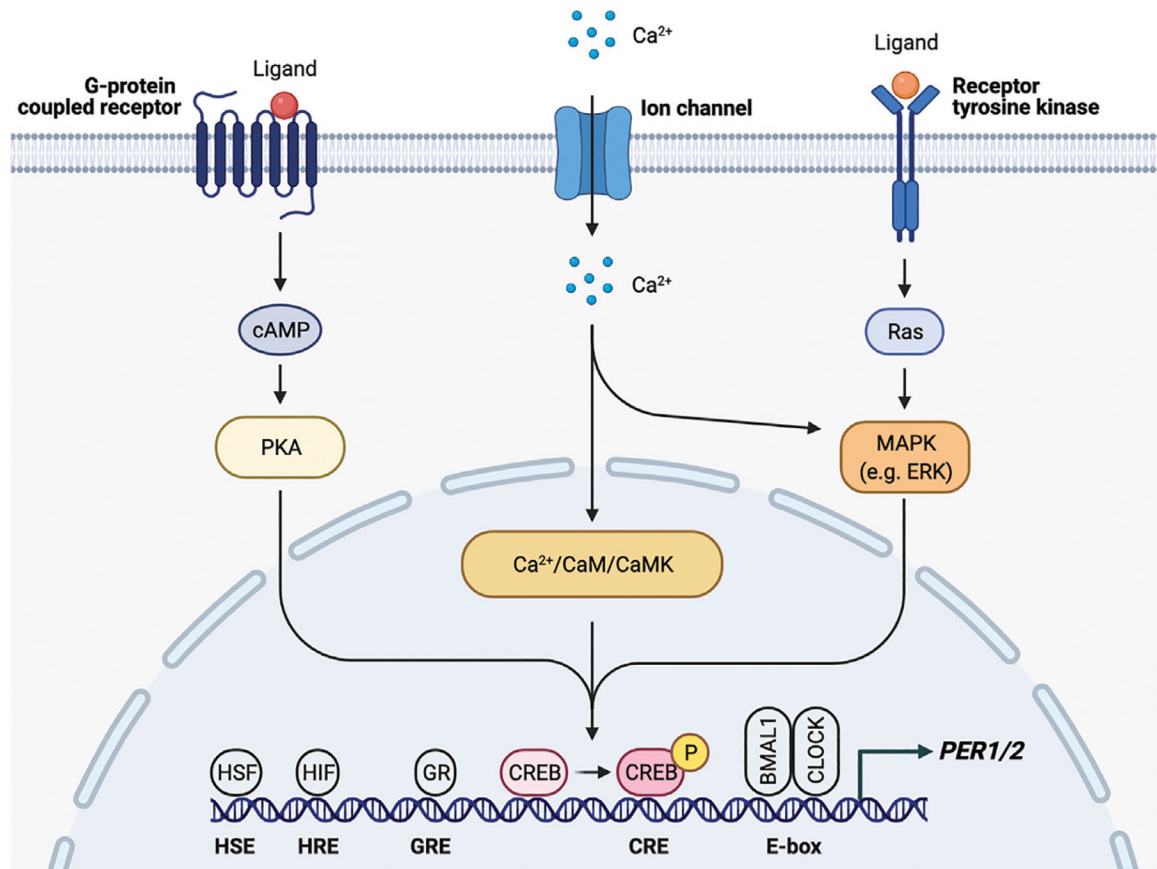 G-protein
coupled receptor
Ligand
Ca²⁺
Ion channel
Ligand
Receptor
tyrosine kinase
Ca²⁺
cAMP
Ras
PKA
MAPK
(e.g. ERK)
Ca²⁺/CaM/CaMK
HSF
HIF
GR
CREB
CREB
P
BMAL1
CLOCK
PER1/2
HSE
HRE
GRE
CRE
E-box